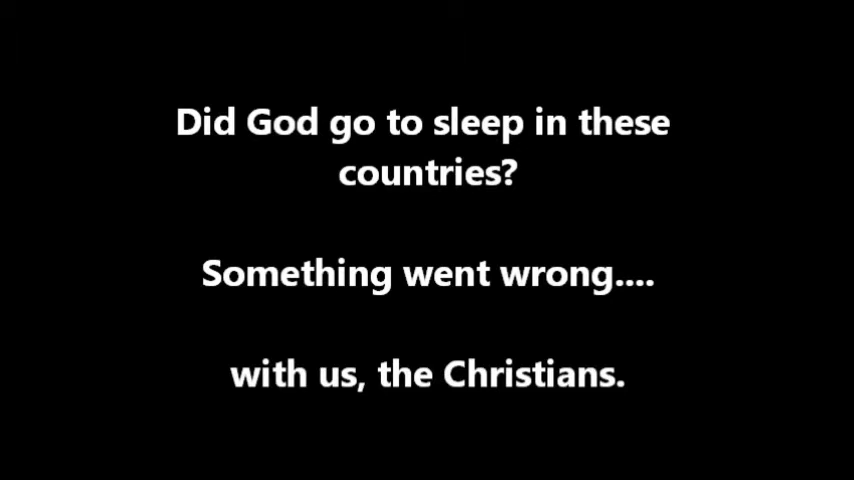 Did God go to sleep in these
countries?
Something went wrong....
with us, the Christians.